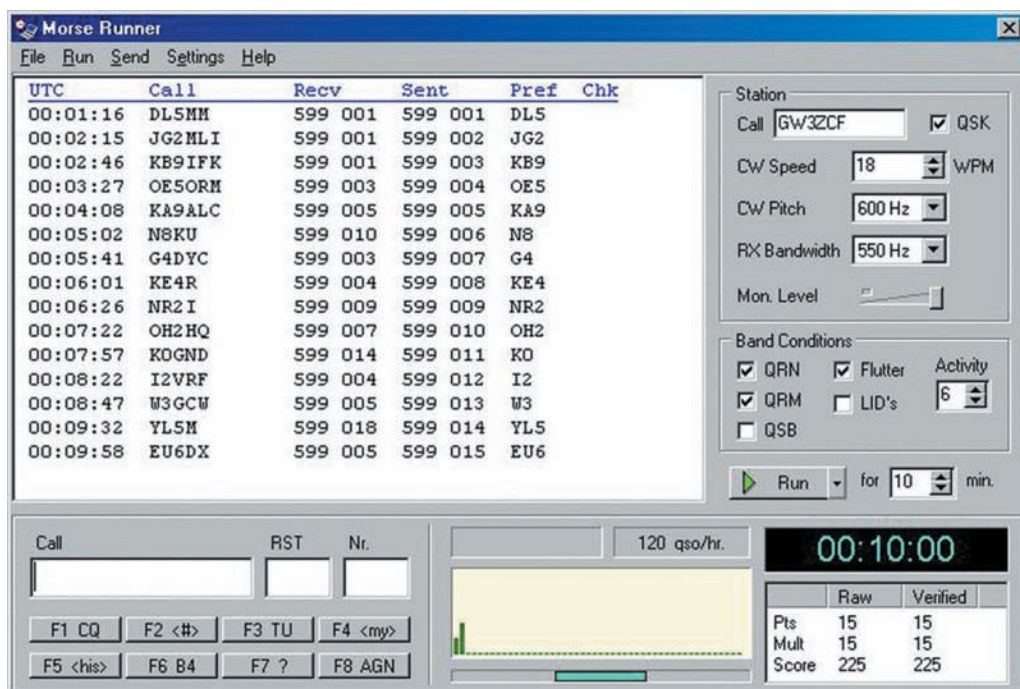 Morse Runner
File Run Send Settings Help
UTC Call Recv Sent Pref Chk
00:01:16 DL5MM 599 001 599 001 DL5
00:02:15 JG2MLI 599 001 599 002 JG2
00:02:46 KB9IFK 599 001 599 003 KB9
00:03:27 OE5ORM 599 003 599 004 OE5
00:04:08 KA9ALC 599 005 599 005 KA9
00:05:02 N8KU 599 010 599 006 N8
00:05:41 G4DYC 599 003 599 007 G4
00:06:01 KE4R 599 004 599 008 KE4
00:06:26 NR2I 599 009 599 009 NR2
00:07:22 OH2HQ 599 007 599 010 OH2
00:07:57 K0GND 599 014 599 011 K0
00:08:22 I2VRF 599 004 599 012 I2
00:08:47 W3GCW 599 005 599 013 W3
00:09:32 YL5M 599 018 599 014 YL5
00:09:58 EU6DX 599 005 599 015 EU6
Station
Call GW3ZCF QSK
CW Speed 18 WPM
CW Pitch 600 Hz
RX Bandwidth 550 Hz
Mon. Level
Band Conditions
QRN Flutter Activity
QRM LID's 6
QSB
Run for 10 min.
Call RST Nr.
F1 CQ F2 <#> F3 TU F4 <my>
F5 <his> F6 B4 F7 ? F8 AGN
120 qso/hr.
00:10:00
Raw Verified
Pts 15 15
Mult 15 15
Score 225 225